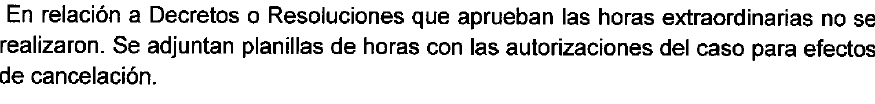 En relación a Decretos o Resoluciones que aprueban las horas extraordinarias no se
realizaron. Se adjuntan planillas de horas con las autorizaciones del caso para efectos
de cancelación.